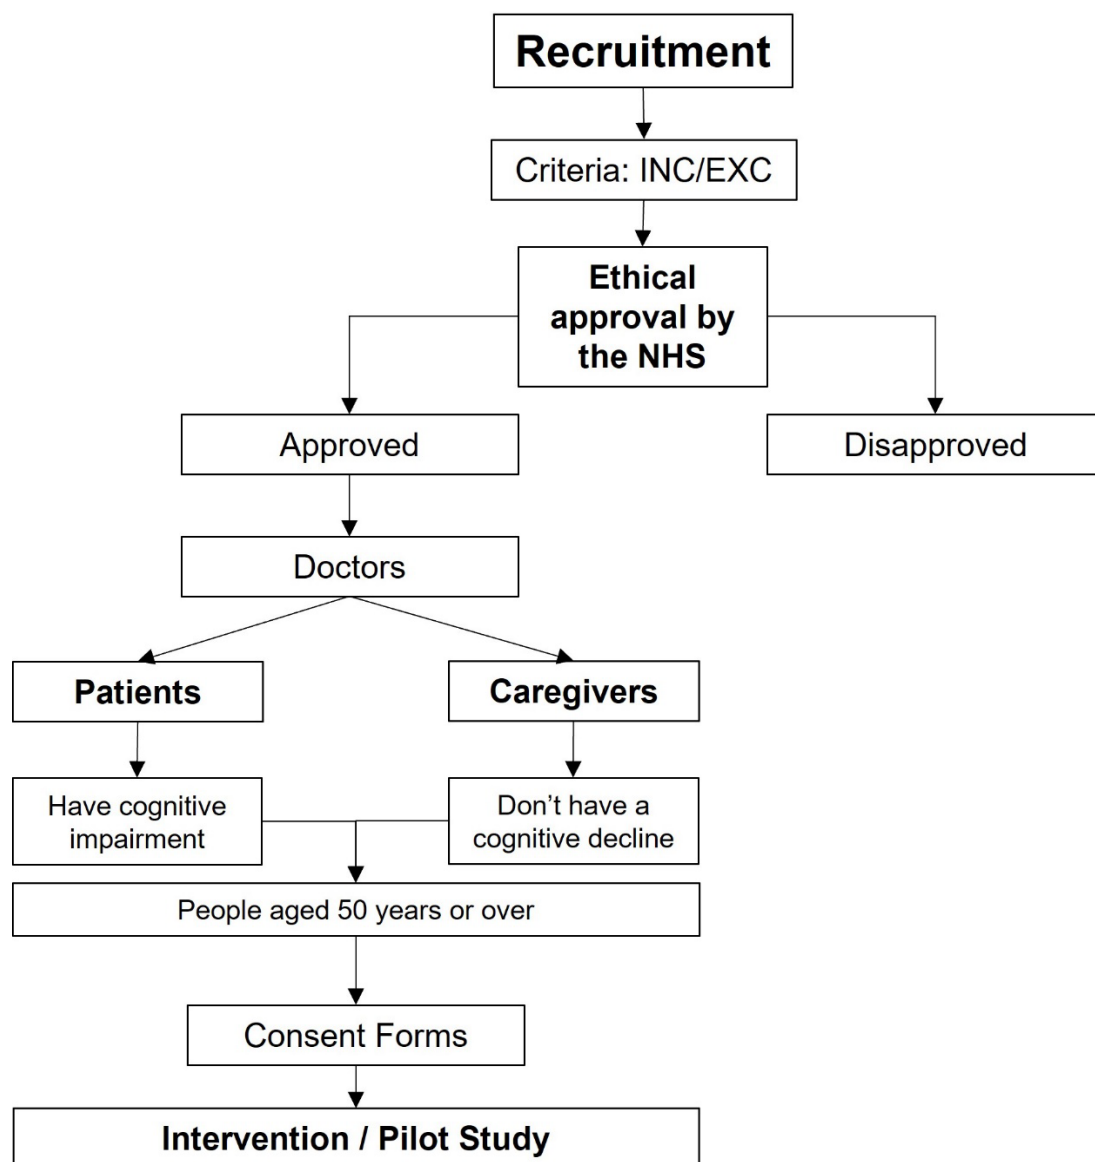 Recruitment
Criteria: INC/EXC
Ethical
approval by
the NHS
Approved
Disapproved
Doctors
Patients
Caregivers
Have cognitive
impairment
Don’t have a
cognitive decline
People aged 50 years or over
Consent Forms
Intervention / Pilot Study